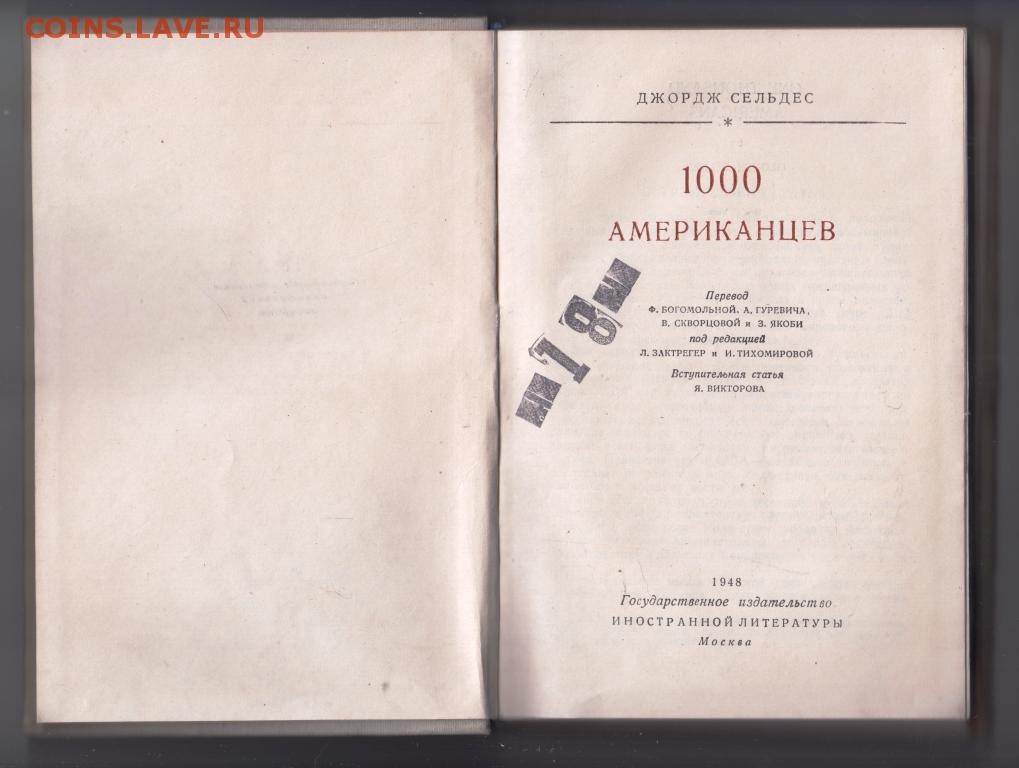 COINS.LAVE.RU
ДЖОРДЖ СЕЛЬДЕС
*
1000
АМЕРИКАНЦЕВ
Перевод
Ф. БОГОМОЛЬНОЙ, А. ГУРЕВИЧА,
В. СКВОРЦОВОЙ и З. ЯКОБИ
под редакцией
Л. ЗАКТРЕГЕР и И. ТИХОМИРОВОЙ
Вступительная статья
Я. ВИКТОРОВА
178
1948
Государственное издательство
ИНОСТРАННОЙ ЛИТЕРАТУРЫ
Москва